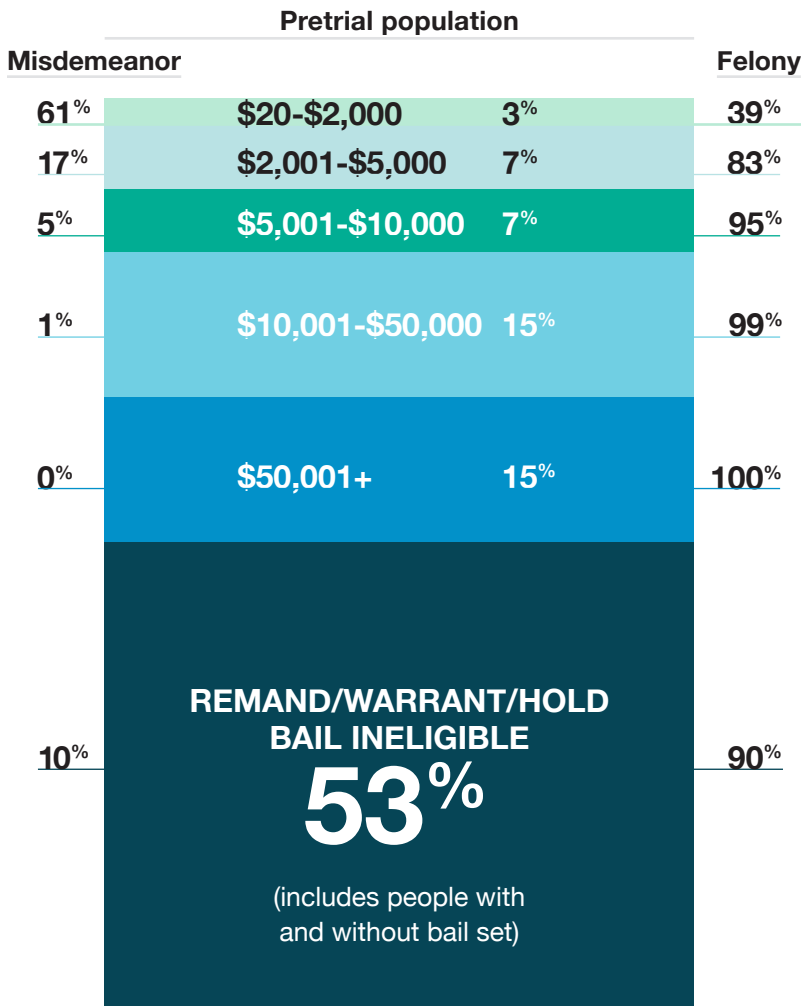 Pretrial population
Misdemeanor Felony
61% $20-$2,000 3% 39%
17% $2,001-$5,000 7% 83%
5% $5,001-$10,000 7% 95%
1% $10,001-$50,000 15% 99%
0% $50,001+ 15% 100%
REMAND/WARRANT/HOLD
BAIL INELIGIBLE
10% 53% 90%
(includes people with
and without bail set)